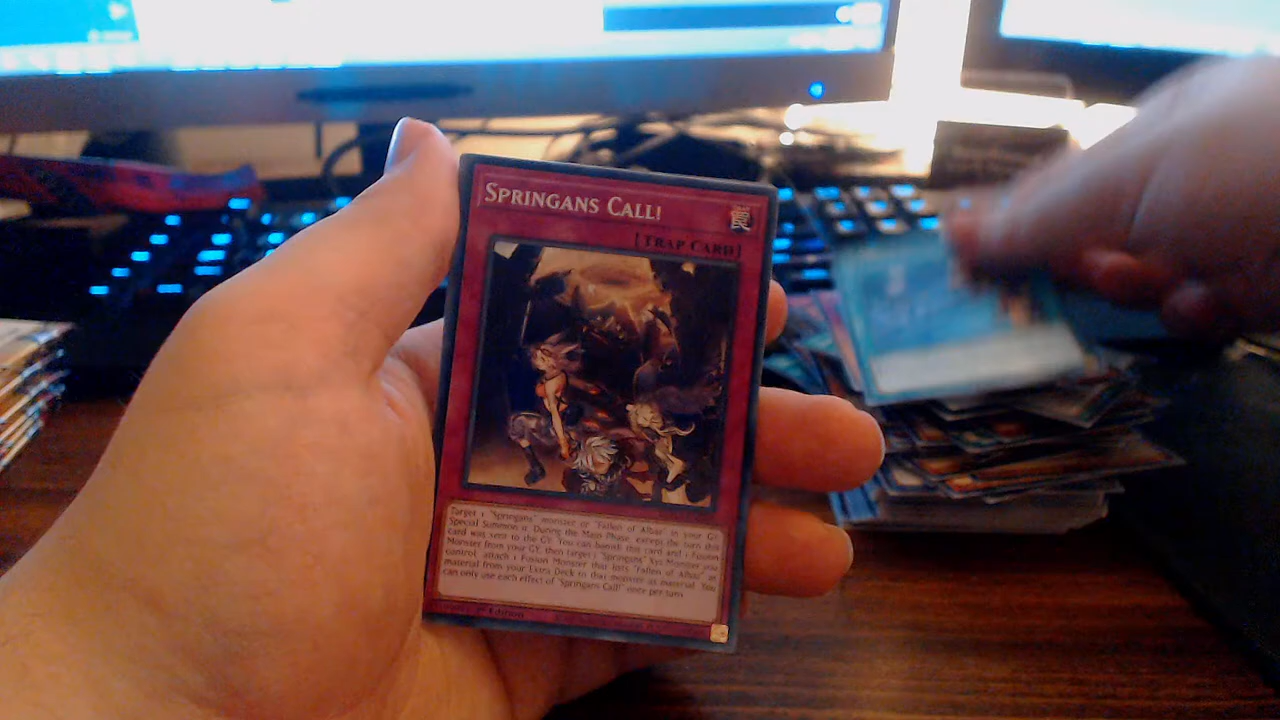 SPRINGANS CALL!
罠
[TRAP CARD]
Target 1 "Springans" monster or "Fallen of Albaz" in your GY;
Special Summon it. During the Main Phase, except the turn this
card was sent to the GY: You can banish this card and 1 Fusion
Monster from your GY, then target 1 "Springans" Xyz Monster you
control; attach 1 Fusion Monster that lists "Fallen of Albaz" as
material from your Extra Deck to that monster as material. You
can only use each effect of "Springans Call!" once per turn.
Edition